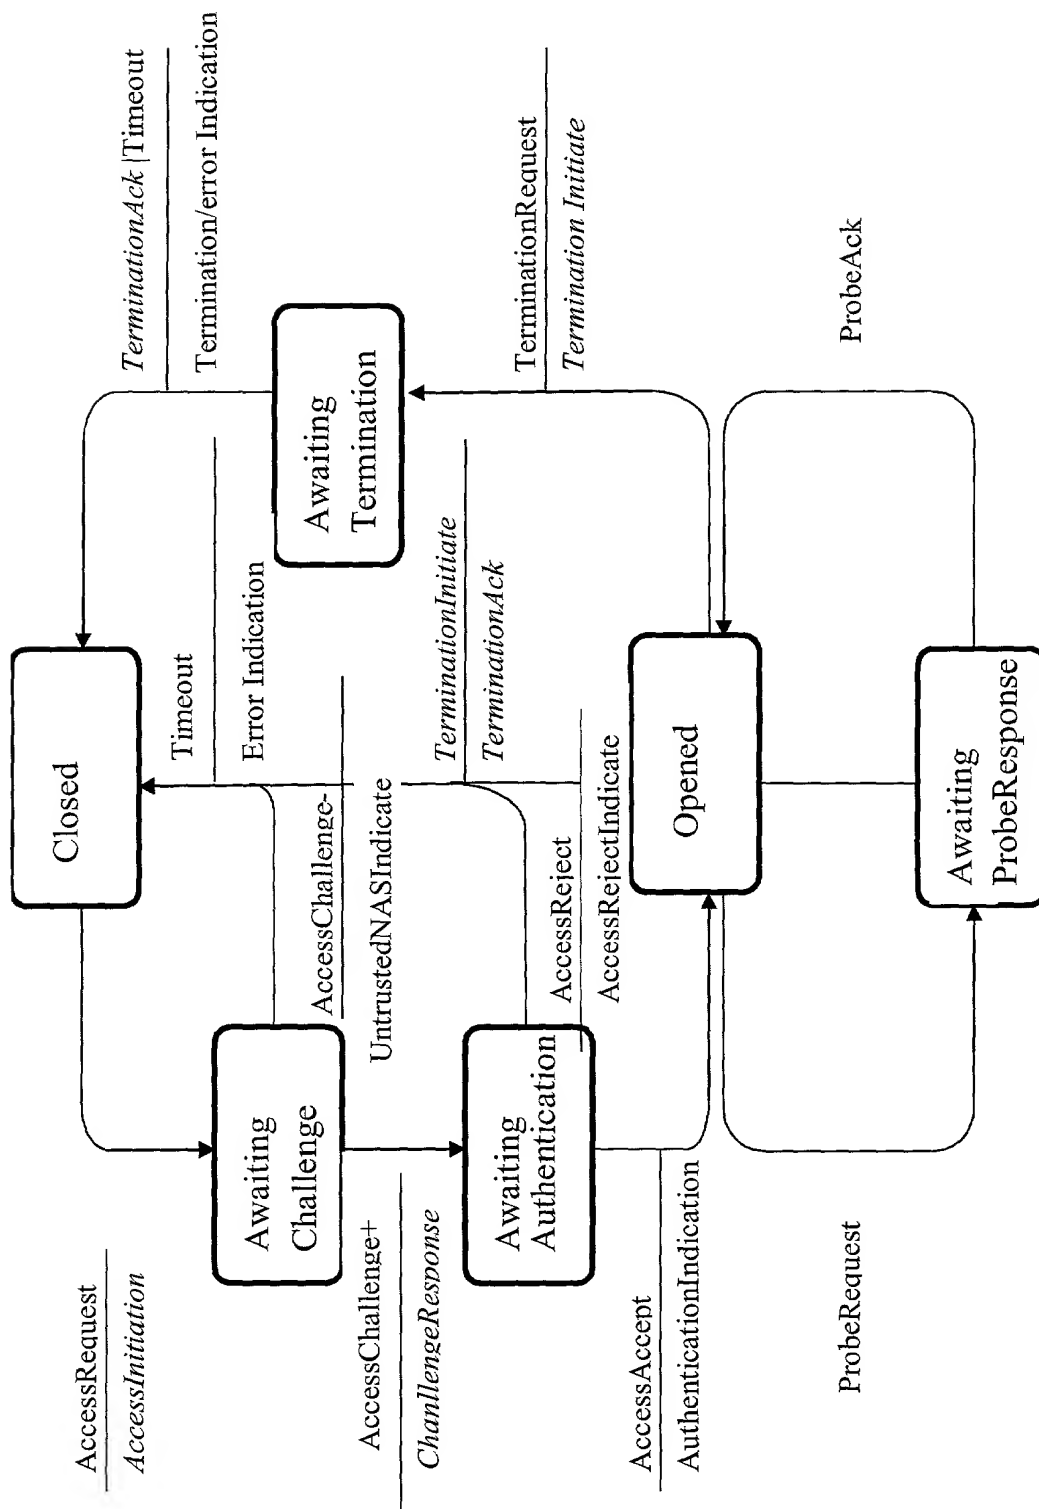 AccessRequest
AccessInitiation
Closed
TerminationAck |Timeout
Termination/error Indication
Timeout
Error Indication
Awaiting
Challenge
AccessChallenge-
UntrustedNASIndicate
Awaiting
Termination
AccessChallenge+
ChanllengeResponse
TerminationInitiate
TerminationAck
Awaiting
Authentication
AccessReject
AccessRejectIndicate
TerminationRequest
Termination Initiate
AccessAccept
AuthenticationIndication
Opened
ProbeRequest
ProbeAck
Awaiting
ProbeResponse